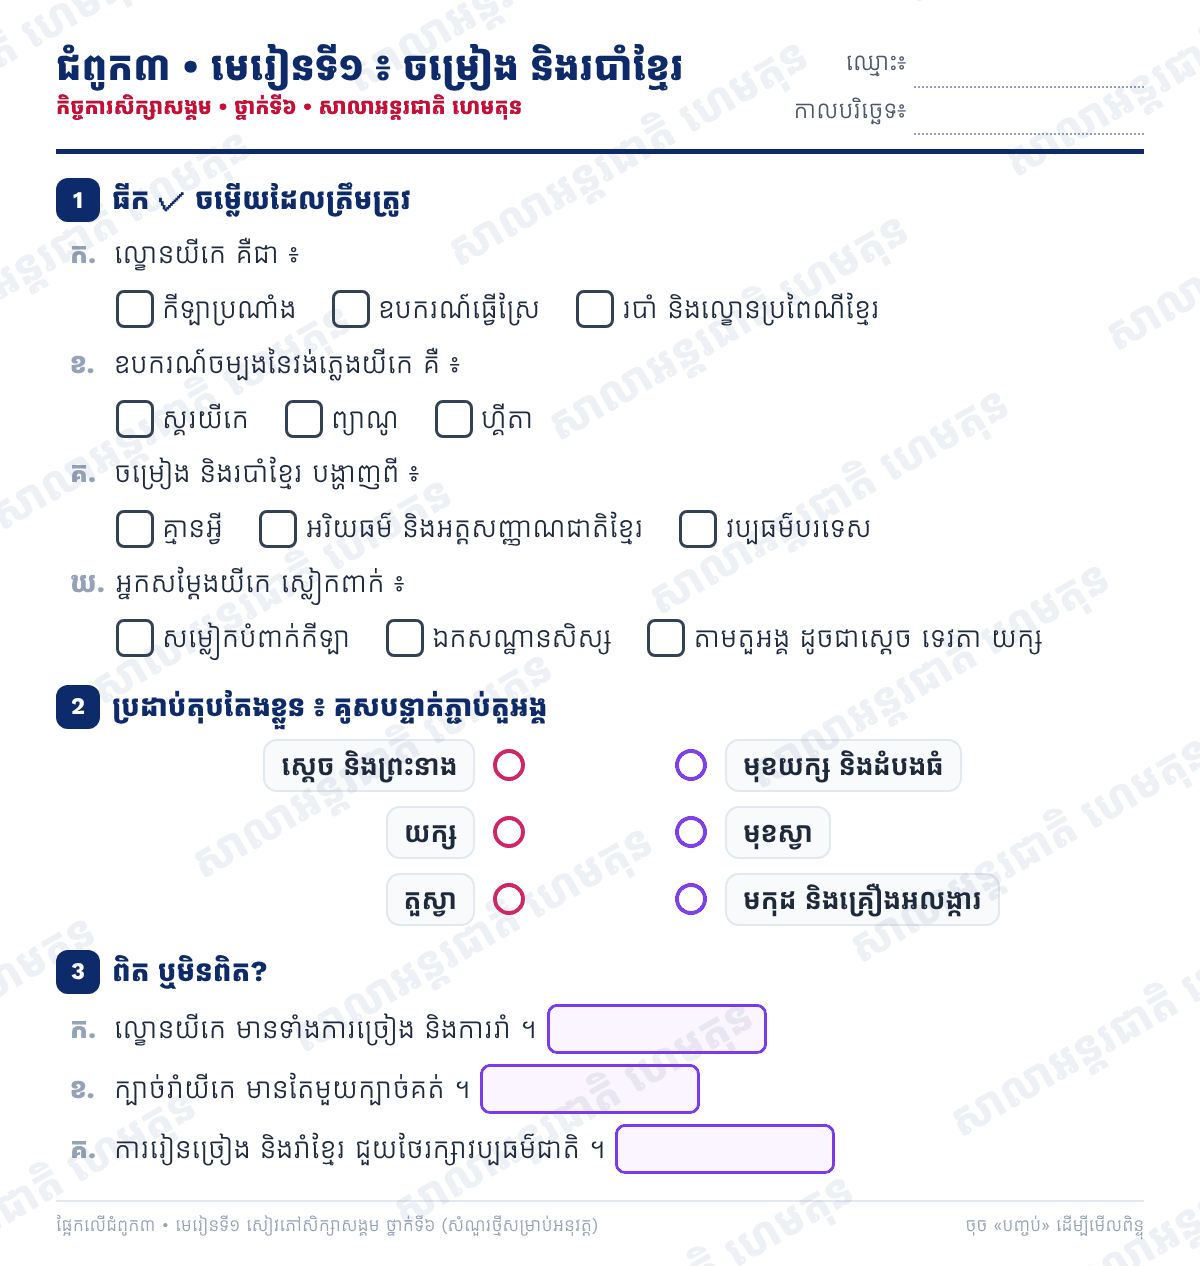 ជំពូក៣ • មេរៀនទី១ ៖ ចម្រៀង និងរបាំខ្មែរ
កិច្ចការសិក្សាសង្គម • ថ្នាក់ទី៦ • សាលាអន្តរជាតិ ហេមតុន
ឈ្មោះ៖
កាលបរិច្ឆេទ៖
1 ធីក ✓ ចម្លើយដែលត្រឹមត្រូវ
ក. ល្ខោនយីកេ គឺជា ៖
កីឡាប្រណាំង ឧបករណ៍ធ្វើស្រែ របាំ និងល្ខោនប្រពៃណីខ្មែរ
ខ. ឧបករណ៍ចម្បងនៃវង់ភ្លេងយីកេ គឺ ៖
ស្គរយីកេ ព្យាណូ ហ្គីតា
គ. ចម្រៀង និងរបាំខ្មែរ បង្ហាញពី ៖
គ្មានអ្វី អរិយធម៌ និងអត្តសញ្ញាណជាតិខ្មែរ វប្បធម៌បរទេស
ឃ. អ្នកសម្តែងយីកេ ស្លៀកពាក់ ៖
សម្លៀកបំពាក់កីឡា ឯកសណ្ឋានសិស្ស តាមតួអង្គ ដូចជាស្តេច ទេវតា យក្ស
2 ប្រដាប់តុបតែងខ្លួន ៖ គូសបន្ទាត់ភ្ជាប់តួអង្គ
ស្តេច និងព្រះនាង មុខយក្ស និងដំបងធំ
យក្ស មុខស្វា
តួស្វា មកុដ និងគ្រឿងអលង្ការ
3 ពិត ឬមិនពិត?
ក. ល្ខោនយីកេ មានទាំងការច្រៀង និងការរាំ ។
ខ. ក្បាច់រាំយីកេ មានតែមួយក្បាច់គត់ ។
គ. ការរៀនច្រៀង និងរាំខ្មែរ ជួយថែរក្សាវប្បធម៌ជាតិ ។
ផ្អែកលើជំពូក៣ • មេរៀនទី១ សៀវភៅសិក្សាសង្គម ថ្នាក់ទី៦ (សំណួរថ្មីសម្រាប់អនុវត្ត)
ចុច «បញ្ចប់» ដើម្បីមើលពិន្ទុ